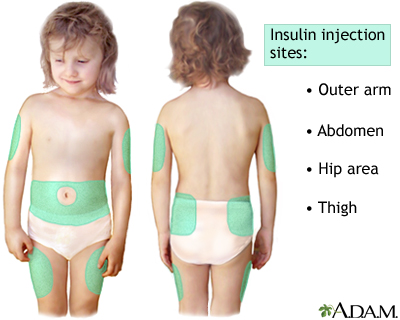 Insulin injection
sites:
• Outer arm
• Abdomen
• Hip area
• Thigh
A.D.A.M.